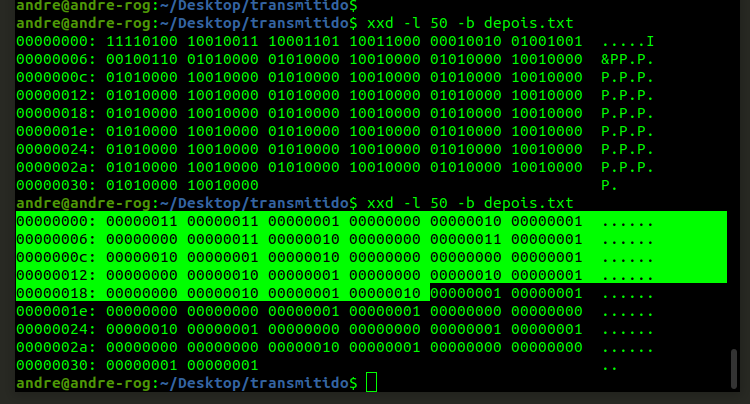 andre@andre-rog:~/Desktop/transmitido$
andre@andre-rog:~/Desktop/transmitido$ xxd -l 50 -b depois.txt
00000000: 11110100 10010011 10001101 10011000 00010010 01001001  .....I
00000006: 00100110 01010000 01010000 10010000 01010000 10010000  &PP.P.
0000000c: 01010000 10010000 01010000 10010000 01010000 10010000  P.P.P.
00000012: 01010000 10010000 01010000 10010000 01010000 10010000  P.P.P.
00000018: 01010000 10010000 01010000 10010000 01010000 10010000  P.P.P.
0000001e: 01010000 10010000 01010000 10010000 01010000 10010000  P.P.P.
00000024: 01010000 10010000 01010000 10010000 01010000 10010000  P.P.P.
0000002a: 01010000 10010000 01010000 10010000 01010000 10010000  P.P.P.
00000030: 01010000 10010000  P.
andre@andre-rog:~/Desktop/transmitido$ xxd -l 50 -b depois.txt
00000000: 00000011 00000011 00000001 00000000 00000010 00000001  ......
00000006: 00000000 00000011 00000010 00000000 00000011 00000001  ......
0000000c: 00000010 00000001 00000010 00000000 00000000 00000001  ......
00000012: 00000000 00000010 00000001 00000000 00000010 00000001  ......
00000018: 00000000 00000010 00000001 00000010 00000001 00000001  ......
0000001e: 00000000 00000000 00000001 00000001 00000000 00000000  ......
00000024: 00000010 00000001 00000000 00000000 00000001 00000001  ......
0000002a: 00000000 00000000 00000010 00000001 00000000 00000000  ......
00000030: 00000001 00000001  ..
andre@andre-rog:~/Desktop/transmitido$